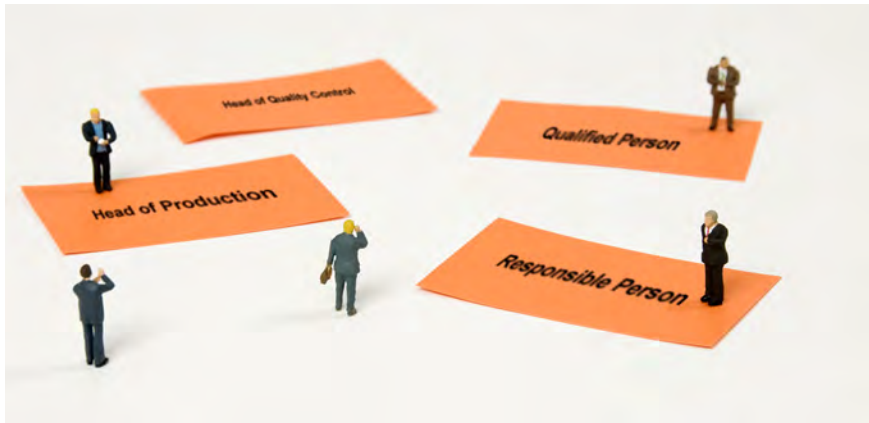 Head of Quality Control
Qualified Person
Head of Production
Responsible Person